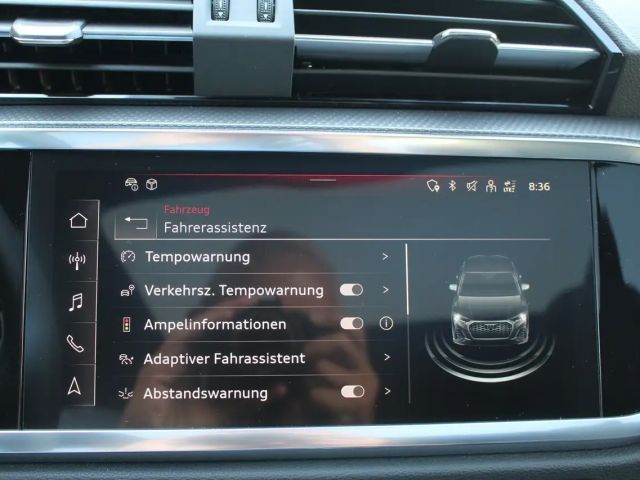 8:36
Fahrzeug
Fahrerassistenz
Tempowarnung
Verkehrsz. Tempowarnung
Ampelinformationen
Adaptiver Fahrassistent
Abstandswarnung